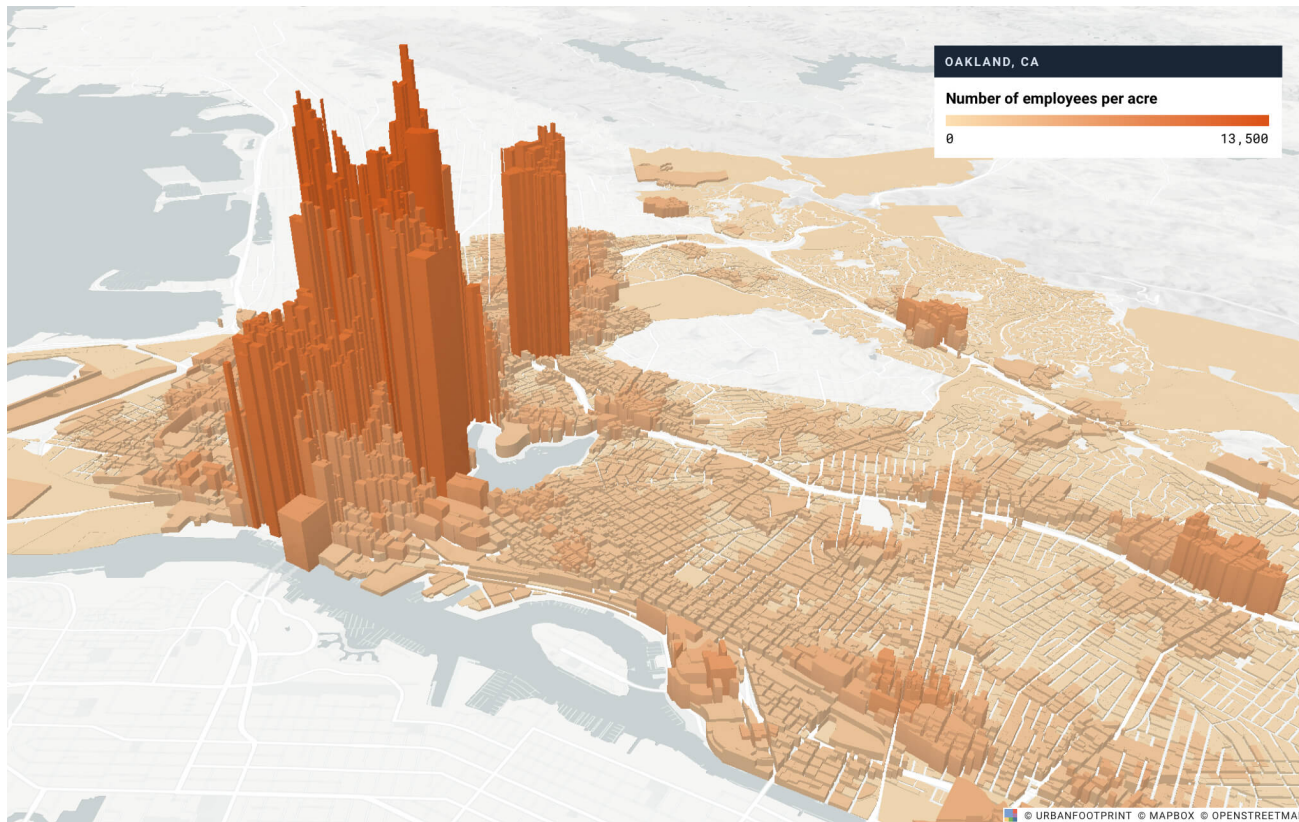 OAKLAND, CA
Number of employees per acre
0 13,500
© URBANFOOTPRINT © MAPBOX © OPENSTREETMA